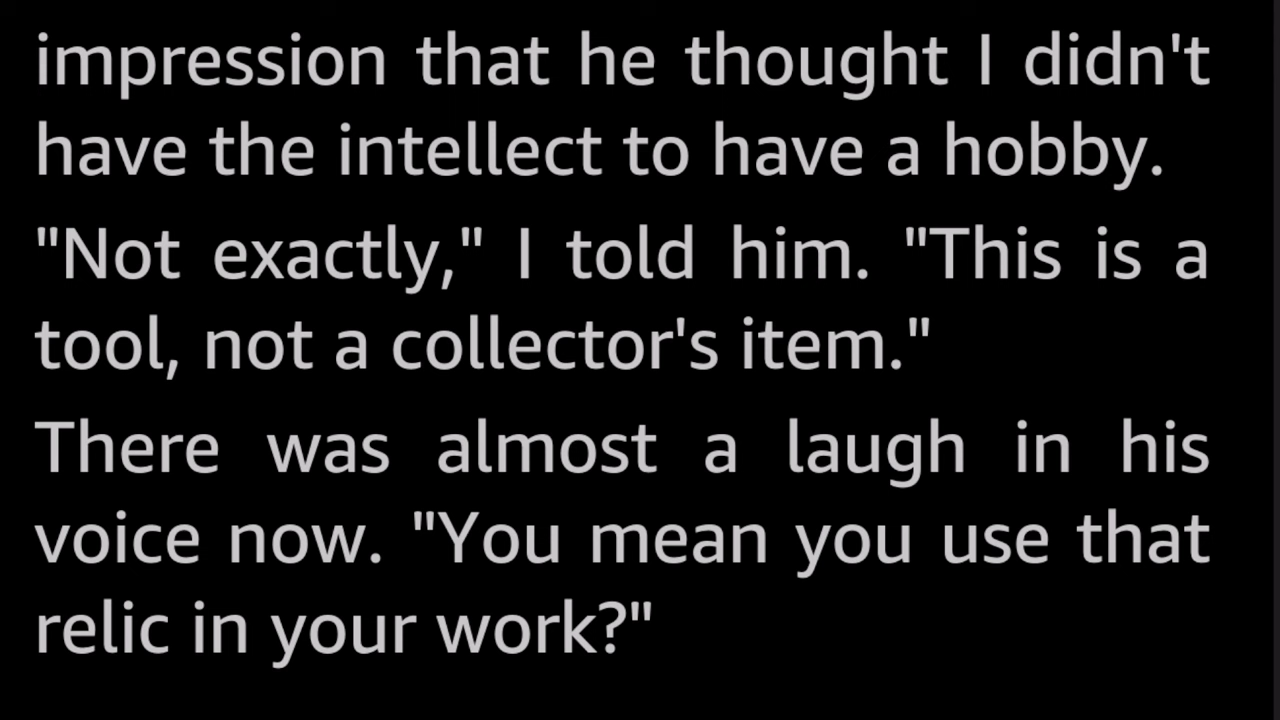 impression that he thought I didn't
have the intellect to have a hobby.
"Not exactly," I told him. "This is a
tool, not a collector's item."
There was almost a laugh in his
voice now. "You mean you use that
relic in your work?"